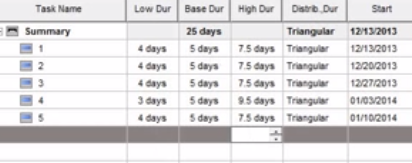 Task Name Low Dur Base Dur High Dur Distrib._Dur Start
Summary 25 days Triangular 12/13/2013
1 4 days 5 days 7.5 days Triangular 12/13/2013
2 4 days 5 days 7.5 days Triangular 12/20/2013
3 4 days 5 days 7.5 days Triangular 12/27/2013
4 3 days 5 days 9.5 days Triangular 01/03/2014
5 4 days 5 days 7.5 days Triangular 01/10/2014